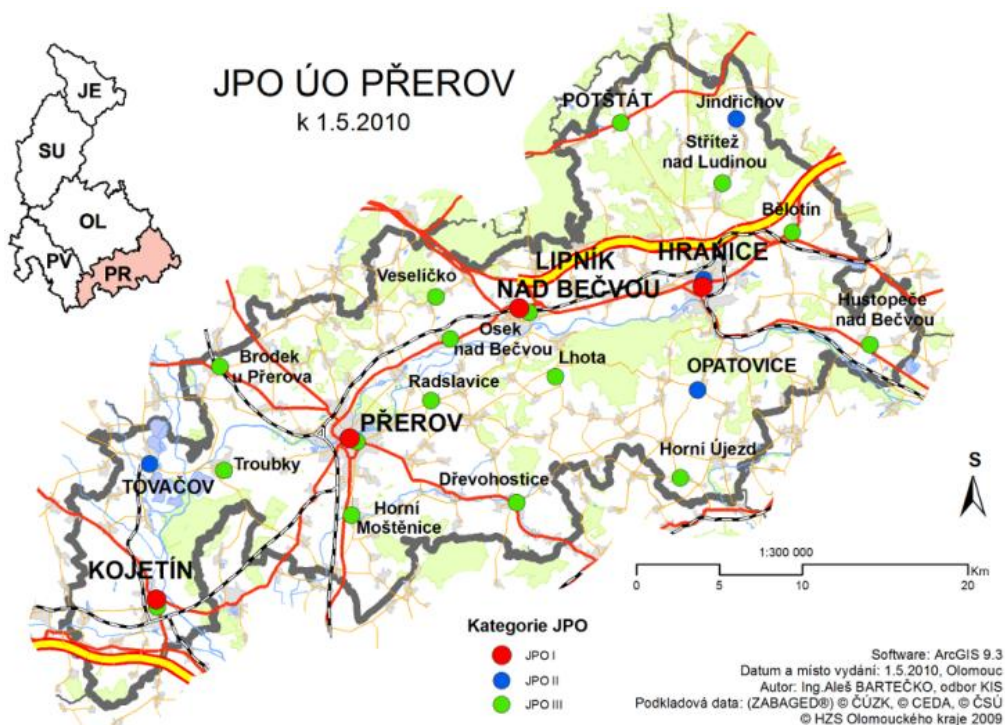 JPO ÚO PŘEROV
k 1.5.2010
JE
SU
OL
PV
PR
POTŠTÁT
Jindřichov
Střítež
nad Ludinou
Bělotín
HRANICE
LIPNÍK
NAD BEČVOU
Veselíčko
Hustopeče
nad Bečvou
Osek
nad Bečvou
Lhota
OPATOVICE
Brodek
u Přerova
Radslavice
PŘEROV
Horní Újezd
Troubky
TOVAČOV
Dřevohostice
Horní
Moštěnice
KOJETÍN
S
1:300 000
0 5 10 20
Km
Kategorie JPO
JPO I
JPO II
JPO III
Software: ArcGIS 9.3
Datum a místo vydání: 1.5.2010, Olomouc
Autor: Ing.Aleš BARTEČKO, odbor KIS
Podkladová data: (ZABAGED®) © ČÚZK, © CEDA, © ČSÚ
© HZS Olomouckého kraje 2009